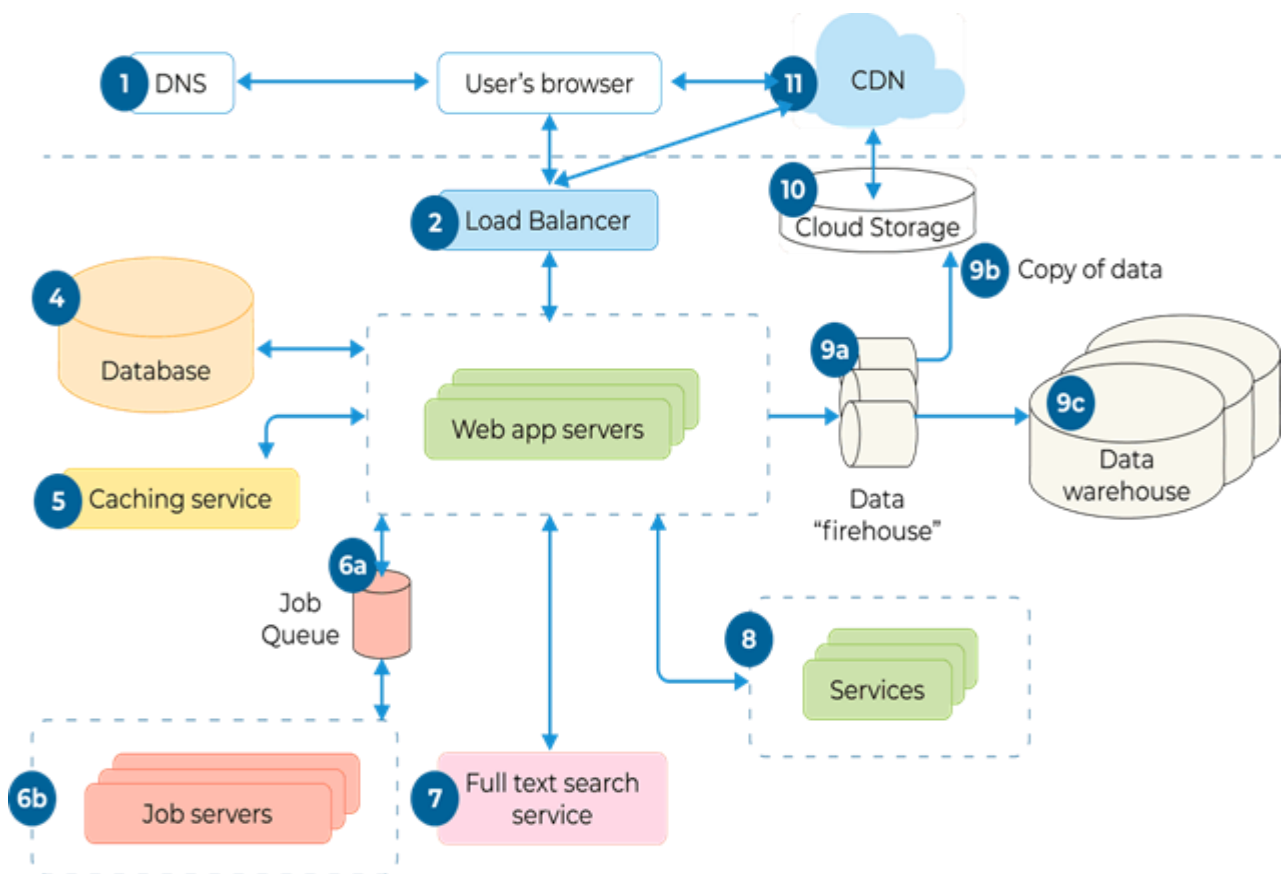 1 DNS
User's browser
11 CDN
10
Cloud Storage
2 Load Balancer
9b Copy of data
4
Database
9a
9c
Web app servers
Data
warehouse
5 Caching service
Data
“firehouse”
6a
Job
Queue
8
Services
6b
Job servers
7
Full text search
service